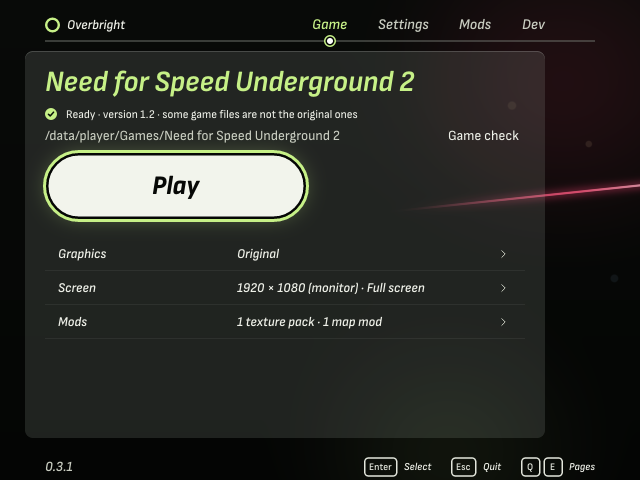 Overbright
Game Settings Mods Dev
Need for Speed Underground 2
Ready · version 1.2 · some game files are not the original ones
/data/player/Games/Need for Speed Underground 2 Game check
Play
Graphics Original
Screen 1920 × 1080 (monitor) · Full screen
Mods 1 texture pack · 1 map mod
0.3.1 Enter Select Esc Quit Q E Pages